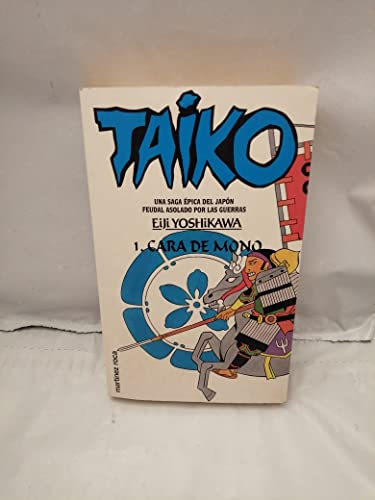 TAiKO
UNA SAGA ÉPICA DEL JAPÓN
FEUDAL ASOLADO POR LAS GUERRAS
EiJi YOSHiKAWA
1. CARA DE MONO
martínez roca